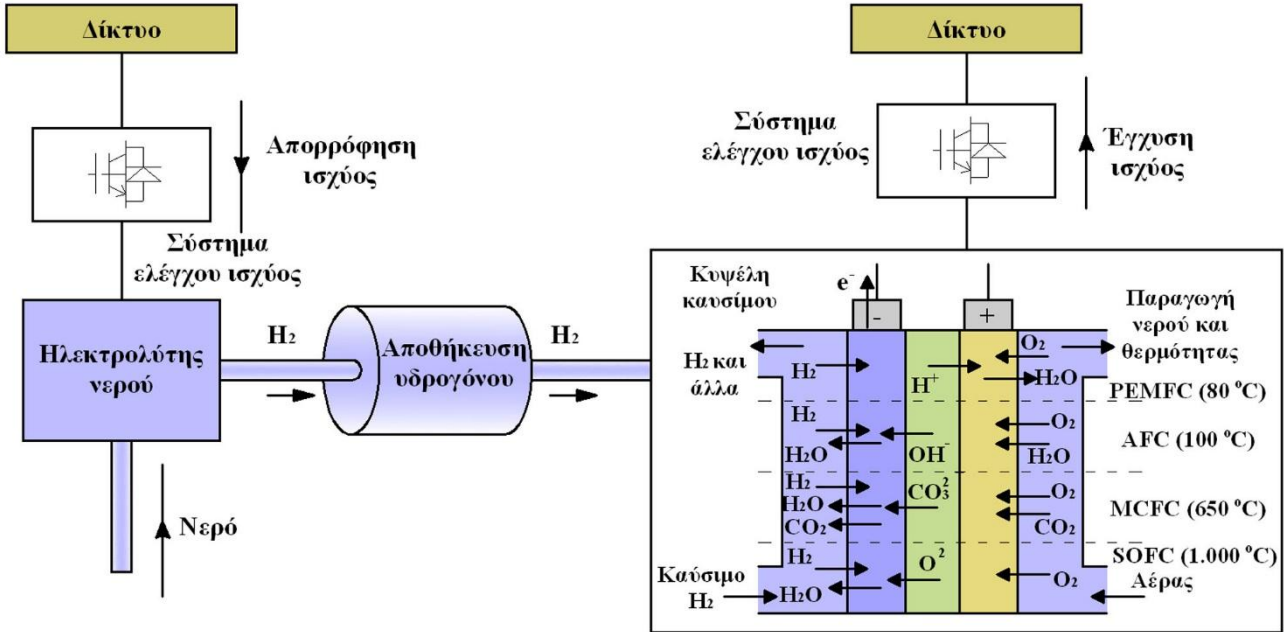 Δίκτυο
Απορρόφηση
ισχύος
Σύστημα
ελέγχου ισχύος
Ηλεκτρολύτης
νερού
Νερό
H₂
Αποθήκευση
υδρογόνου
H₂
Δίκτυο
Σύστημα
ελέγχου ισχύος
Έγχυση
ισχύος
Κυψέλη
καυσίμου
e⁻
-
+
Παραγωγή
νερού και
θερμότητας
H₂ και
άλλα
H₂
H⁺
O₂
H₂O
PEMFC (80 °C)
H₂
H₂O
OH⁻
O₂
H₂O
AFC (100 °C)
H₂
H₂O
CO₂
CO₃²
O₂
CO₂
MCFC (650 °C)
H₂
H₂O
O²
O₂
SOFC (1.000 °C)
Καύσιμο
H₂
Αέρας